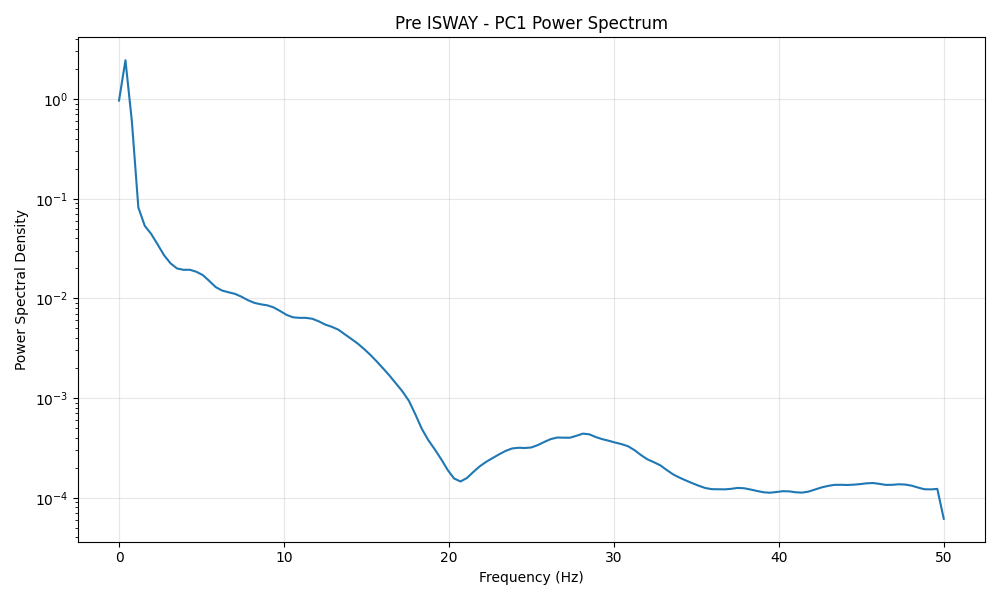 Pre ISWAY - PC1 Power Spectrum
Power Spectral Density
10⁰
10⁻¹
10⁻²
10⁻³
10⁻⁴
0 10 20 30 40 50
Frequency (Hz)